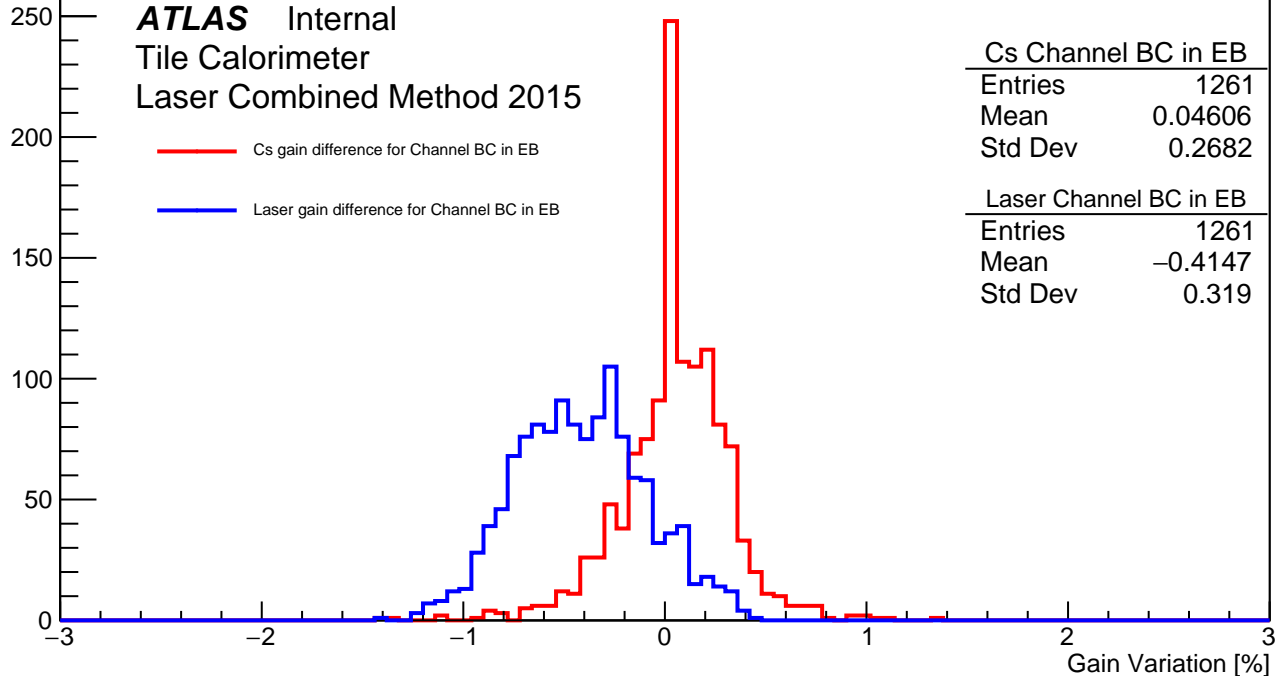 ATLAS Internal
Tile Calorimeter
Laser Combined Method 2015
Cs gain difference for Channel BC in EB
Laser gain difference for Channel BC in EB
Cs Channel BC in EB
Entries 1261
Mean 0.04606
Std Dev 0.2682
Laser Channel BC in EB
Entries 1261
Mean −0.4147
Std Dev 0.319
250
200
150
100
50
0
−3 −2 −1 0 1 2 3
Gain Variation [%]